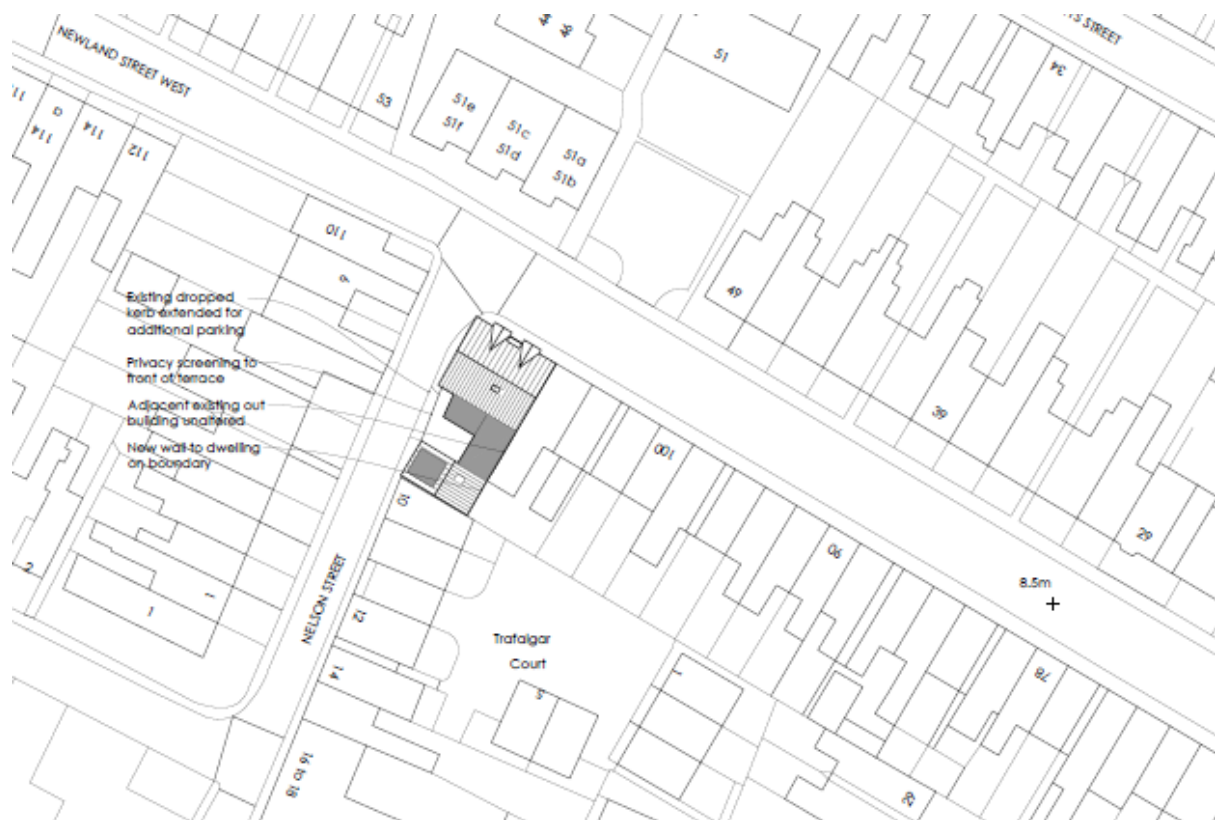 NEWLAND STREET WEST
53
51e
51f
51c
51d
51a
51b
51
34
112
114
114
a
110
9
49
39
29
Existing dropped
kerb extended for
additional parking
Privacy screening to
front of terrace
Adjacent existing out
building unaltered
New wall to dwelling
on boundary
10
100
90
78
8.5m
NELSON STREET
12
14
16 to 18
Trafalgar
Court
5
1
1
1
2